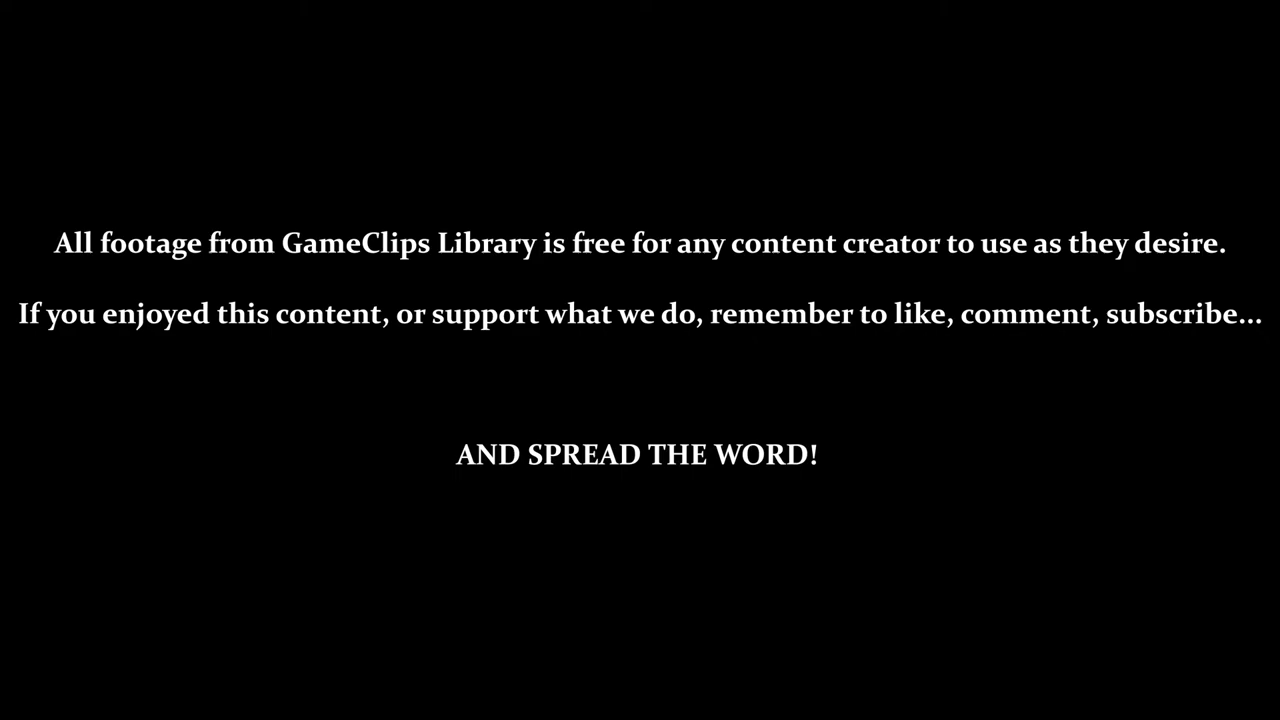 All footage from GameClips Library is free for any content creator to use as they desire.
If you enjoyed this content, or support what we do, remember to like, comment, subscribe...
AND SPREAD THE WORD!